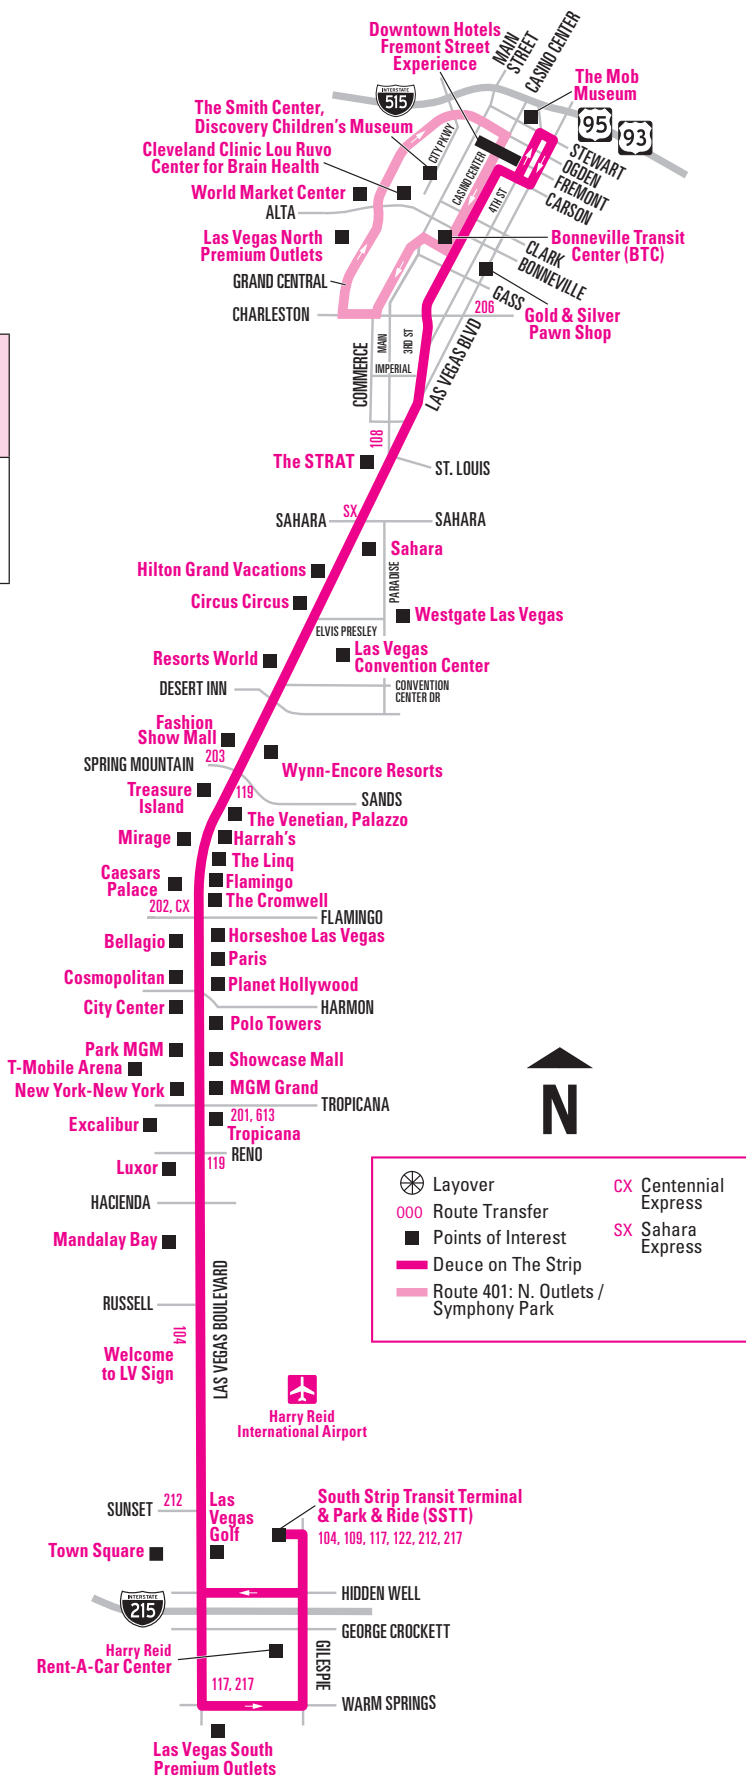 Downtown Hotels
Fremont Street
Experience
MAIN
STREET
CASINO CENTER
The Mob
Museum
INTERSTATE
515
95
93
The Smith Center,
Discovery Children's Museum
CITY PKWY
Cleveland Clinic Lou Ruvo
Center for Brain Health
CASINO CENTER
STEWART
OGDEN
FREMONT
CARSON
World Market Center
4TH ST
ALTA
Las Vegas North
Premium Outlets
Bonneville Transit
Center (BTC)
CLARK
BONNEVILLE
GRAND CENTRAL
GASS
CHARLESTON
206
Gold & Silver
Pawn Shop
COMMERCE
MAIN
3RD ST
LAS VEGAS BLVD
IMPERIAL
108
The STRAT
ST. LOUIS
SX
SAHARA
SAHARA
Sahara
Hilton Grand Vacations
PARADISE
Circus Circus
Westgate Las Vegas
ELVIS PRESLEY
Las Vegas
Convention Center
Resorts World
DESERT INN
CONVENTION
CENTER DR
Fashion
Show Mall
203
SPRING MOUNTAIN
Wynn-Encore Resorts
Treasure
Island
119
SANDS
The Venetian, Palazzo
Mirage
Harrah's
The Linq
Caesars
Palace
Flamingo
The Cromwell
202, CX
FLAMINGO
Bellagio
Horseshoe Las Vegas
Paris
Cosmopolitan
Planet Hollywood
City Center
HARMON
Polo Towers
Park MGM
Showcase Mall
T-Mobile Arena
New York-New York
MGM Grand
TROPICANA
201, 613
Excalibur
Tropicana
RENO
Luxor
119
HACIENDA
Mandalay Bay
LAS VEGAS BOULEVARD
RUSSELL
104
Welcome
to LV Sign
Harry Reid
International Airport
N
Layover
000 Route Transfer
Points of Interest
Deuce on The Strip
Route 401: N. Outlets /
Symphony Park
CX Centennial
Express
SX Sahara
Express
SUNSET
212
Las
Vegas
Golf
South Strip Transit Terminal
& Park & Ride (SSTT)
104, 109, 117, 122, 212, 217
Town Square
HIDDEN WELL
INTERSTATE
215
GEORGE CROCKETT
Harry Reid
Rent-A-Car Center
GILESPIE
117, 217
WARM SPRINGS
Las Vegas South
Premium Outlets